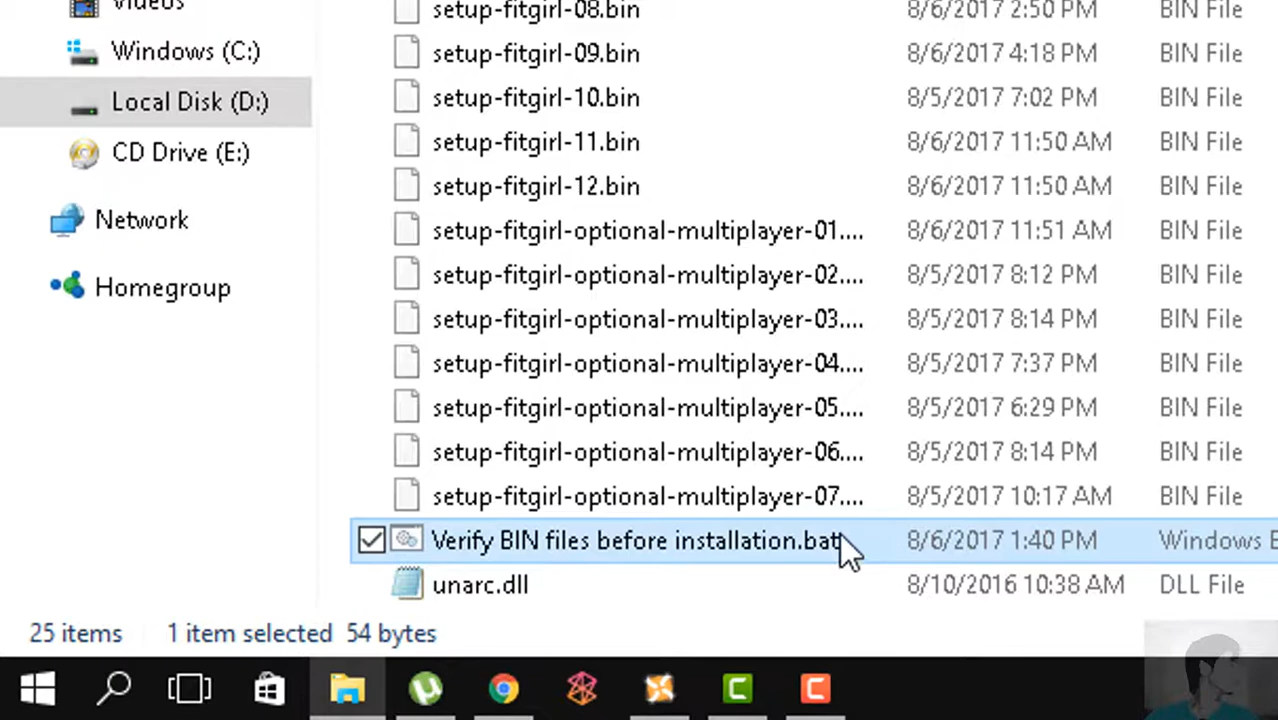 Videos
Windows (C:)
Local Disk (D:)
CD Drive (E:)
Network
Homegroup
setup-fitgirl-08.bin 8/6/2017 2:50 PM BIN File
setup-fitgirl-09.bin 8/6/2017 4:18 PM BIN File
setup-fitgirl-10.bin 8/5/2017 7:02 PM BIN File
setup-fitgirl-11.bin 8/6/2017 11:50 AM BIN File
setup-fitgirl-12.bin 8/6/2017 11:50 AM BIN File
setup-fitgirl-optional-multiplayer-01.... 8/6/2017 11:51 AM BIN File
setup-fitgirl-optional-multiplayer-02.... 8/5/2017 8:12 PM BIN File
setup-fitgirl-optional-multiplayer-03.... 8/5/2017 8:14 PM BIN File
setup-fitgirl-optional-multiplayer-04.... 8/5/2017 7:37 PM BIN File
setup-fitgirl-optional-multiplayer-05.... 8/5/2017 6:29 PM BIN File
setup-fitgirl-optional-multiplayer-06.... 8/5/2017 8:14 PM BIN File
setup-fitgirl-optional-multiplayer-07.... 8/5/2017 10:17 AM BIN File
Verify BIN files before installation.bat 8/6/2017 1:40 PM Windows
unarc.dll 8/10/2016 10:38 AM DLL File
25 items 1 item selected 54 bytes